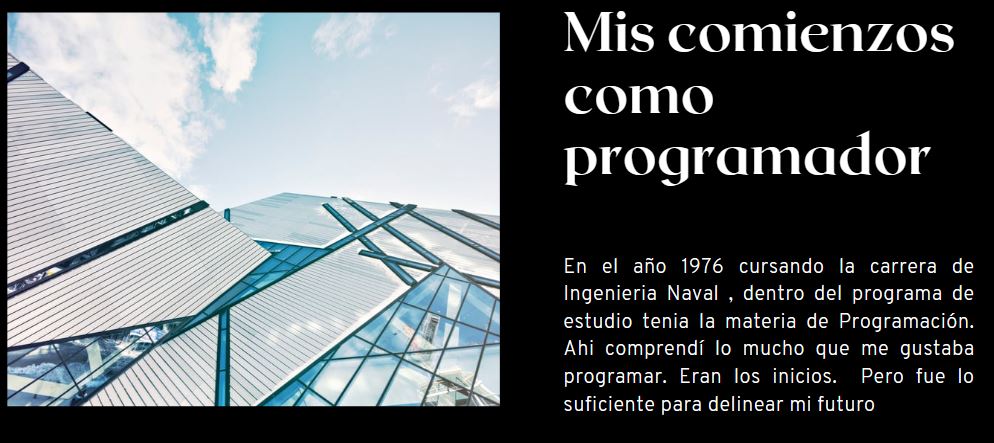 Mis comienzos
como
programador
En el año 1976 cursando la carrera de
Ingenieria Naval , dentro del programa de
estudio tenia la materia de Programación.
Ahi comprendí lo mucho que me gustaba
programar. Eran los inicios.  Pero fue lo
suficiente para delinear mi futuro